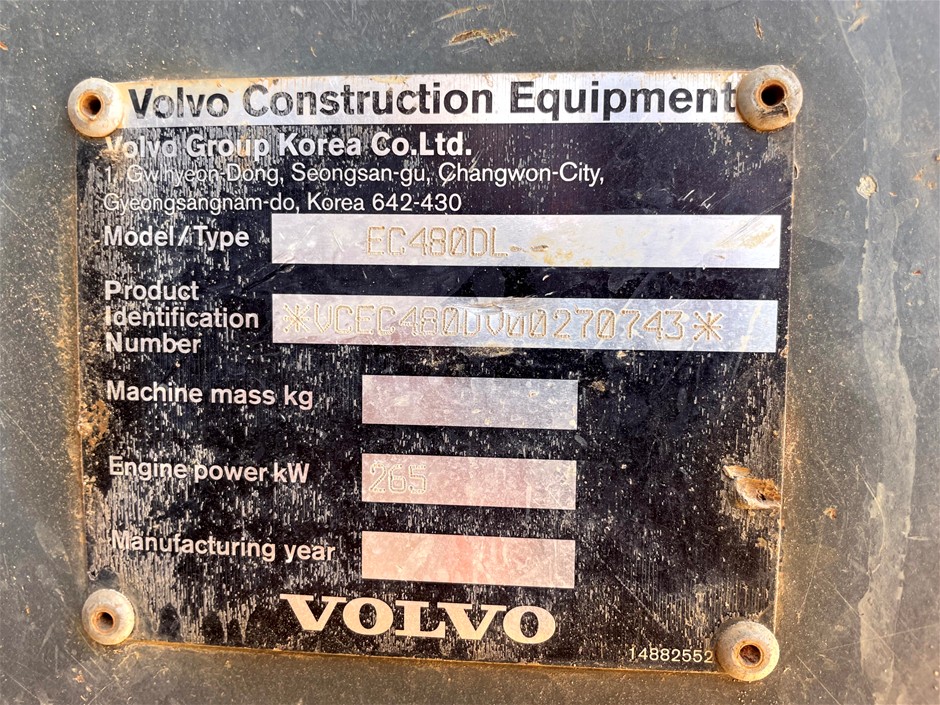 Volvo Construction Equipment
Volvo Group Korea Co.Ltd.
1, Gwihyeon-Dong, Seongsan-gu, Changwon-City,
Gyeongsangnam-do, Korea 642-430
Model/Type EC480DL
Product
Identification
Number
*VCEC480DV00270743*
Machine mass kg
Engine power kW 265
Manufacturing year
VOLVO
14882552